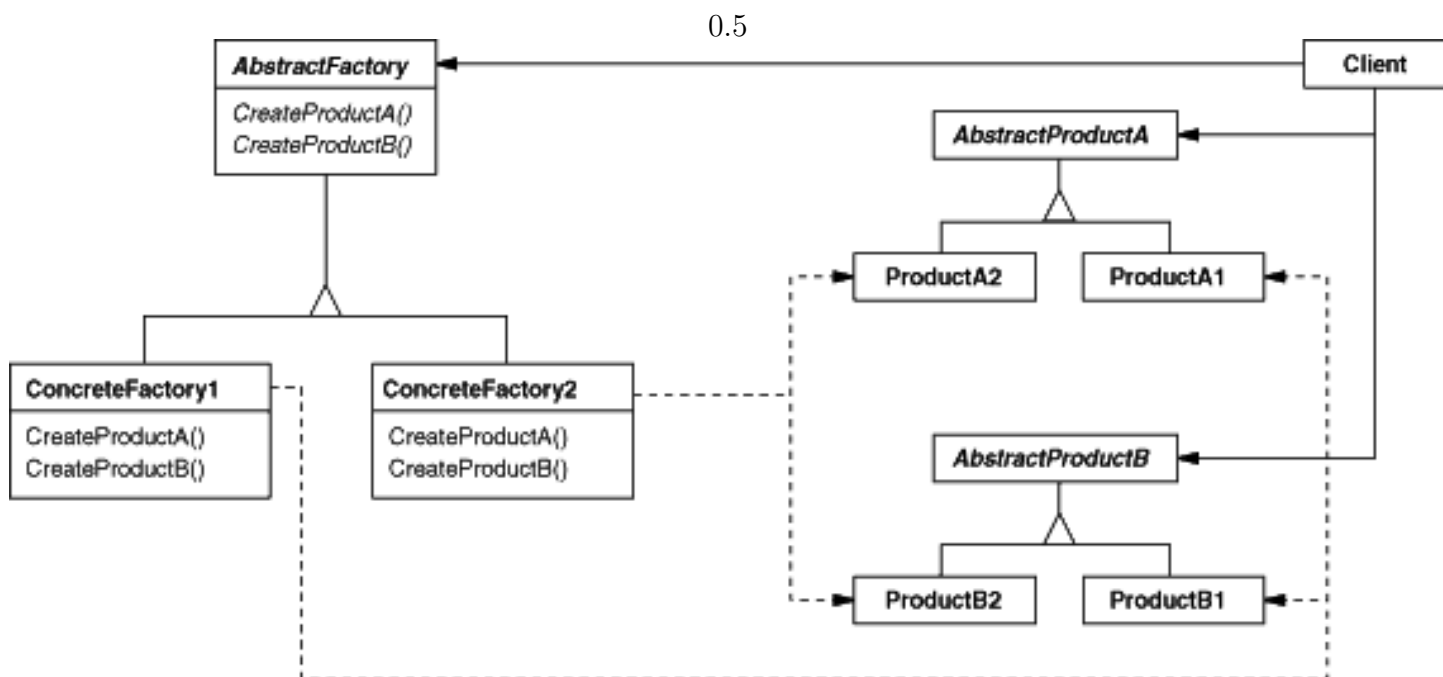 0.5
AbstractFactory
CreateProductA()
CreateProductB()
Client
AbstractProductA
ProductA2
ProductA1
ConcreteFactory1
CreateProductA()
CreateProductB()
ConcreteFactory2
CreateProductA()
CreateProductB()
AbstractProductB
ProductB2
ProductB1